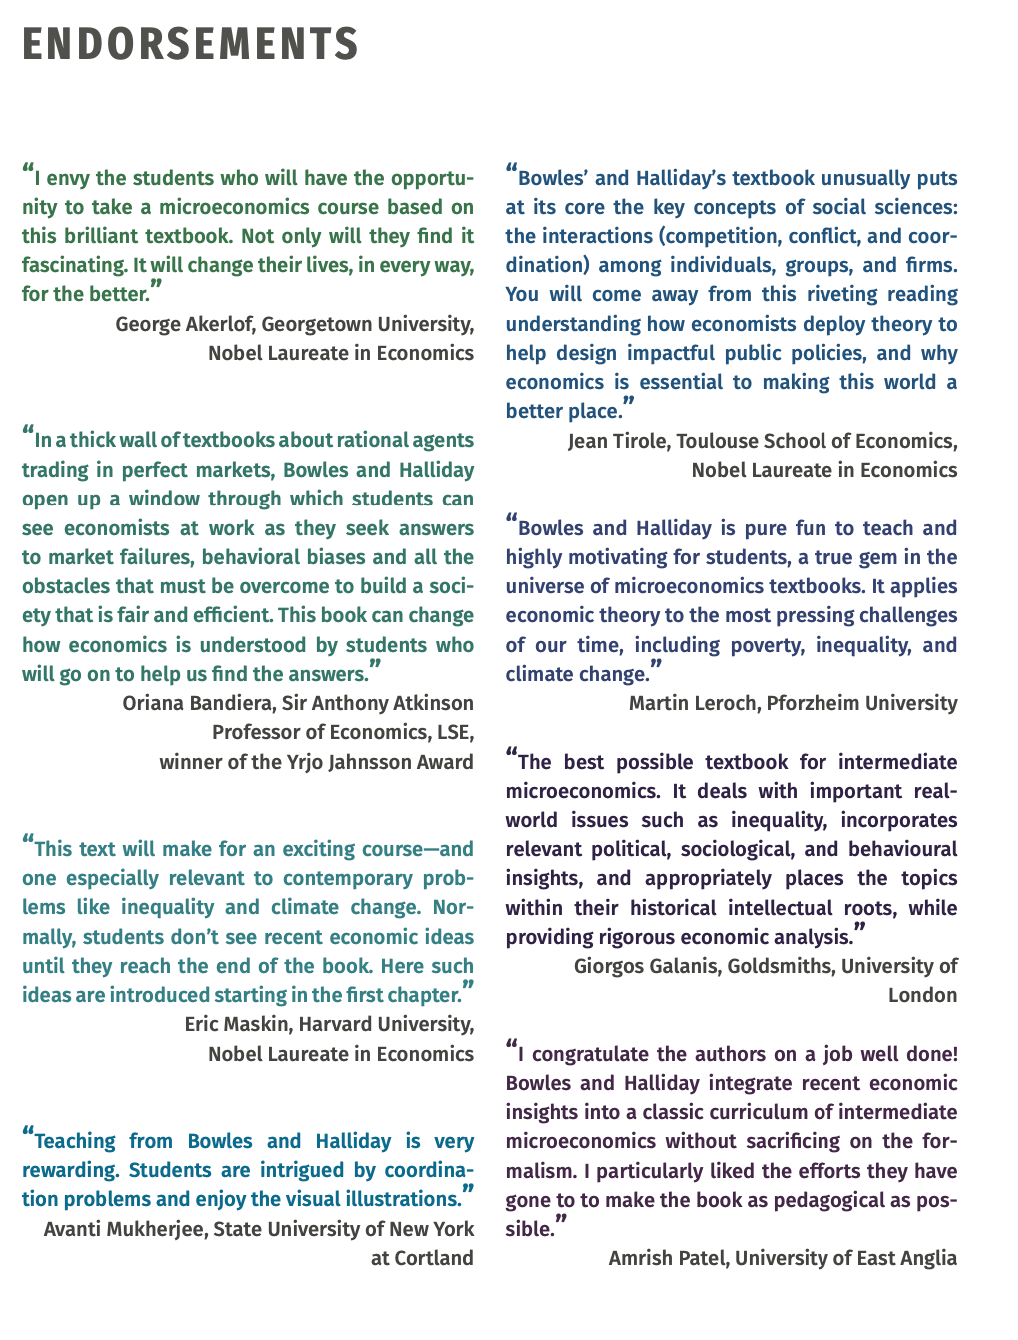 ENDORSEMENTS
“I envy the students who will have the opportu-
nity to take a microeconomics course based on
this brilliant textbook. Not only will they find it
fascinating. It will change their lives, in every way,
for the better.”
George Akerlof, Georgetown University,
Nobel Laureate in Economics
“In a thick wall of textbooks about rational agents
trading in perfect markets, Bowles and Halliday
open up a window through which students can
see economists at work as they seek answers
to market failures, behavioral biases and all the
obstacles that must be overcome to build a soci-
ety that is fair and efficient. This book can change
how economics is understood by students who
will go on to help us find the answers.”
Oriana Bandiera, Sir Anthony Atkinson
Professor of Economics, LSE,
winner of the Yrjo Jahnsson Award
“This text will make for an exciting course—and
one especially relevant to contemporary prob-
lems like inequality and climate change. Nor-
mally, students don’t see recent economic ideas
until they reach the end of the book. Here such
ideas are introduced starting in the first chapter.”
Eric Maskin, Harvard University,
Nobel Laureate in Economics
“Teaching from Bowles and Halliday is very
rewarding. Students are intrigued by coordina-
tion problems and enjoy the visual illustrations.”
Avanti Mukherjee, State University of New York
at Cortland
“Bowles’ and Halliday’s textbook unusually puts
at its core the key concepts of social sciences:
the interactions (competition, conflict, and coor-
dination) among individuals, groups, and firms.
You will come away from this riveting reading
understanding how economists deploy theory to
help design impactful public policies, and why
economics is essential to making this world a
better place.”
Jean Tirole, Toulouse School of Economics,
Nobel Laureate in Economics
“Bowles and Halliday is pure fun to teach and
highly motivating for students, a true gem in the
universe of microeconomics textbooks. It applies
economic theory to the most pressing challenges
of our time, including poverty, inequality, and
climate change.”
Martin Leroch, Pforzheim University
“The best possible textbook for intermediate
microeconomics. It deals with important real-
world issues such as inequality, incorporates
relevant political, sociological, and behavioural
insights, and appropriately places the topics
within their historical intellectual roots, while
providing rigorous economic analysis.”
Giorgos Galanis, Goldsmiths, University of
London
“I congratulate the authors on a job well done!
Bowles and Halliday integrate recent economic
insights into a classic curriculum of intermediate
microeconomics without sacrificing on the for-
malism. I particularly liked the efforts they have
gone to to make the book as pedagogical as pos-
sible.”
Amrish Patel, University of East Anglia